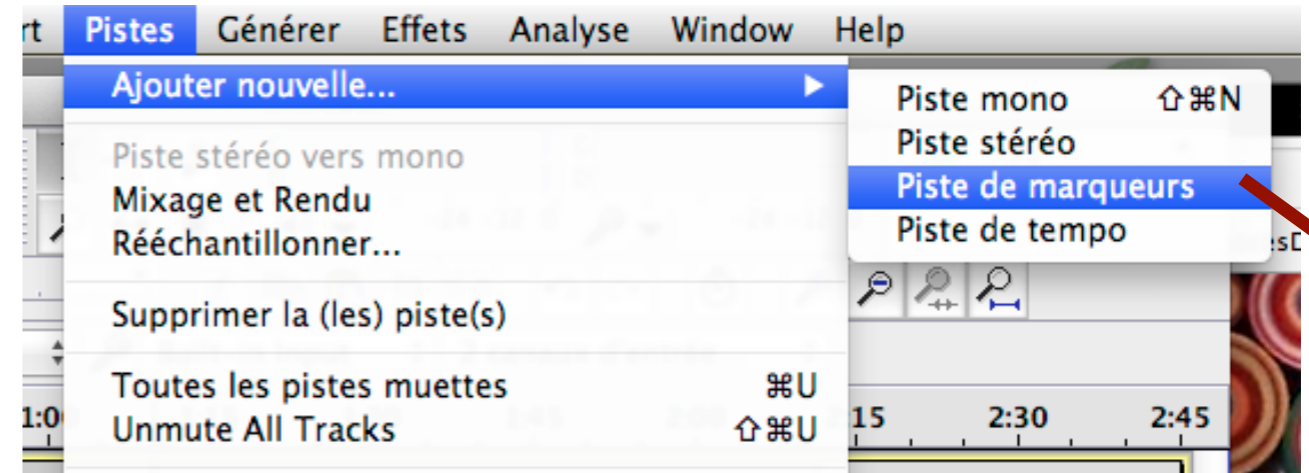 rt Pistes Générer Effets Analyse Window Help
Ajouter nouvelle...
Piste stéréo vers mono
Mixage et Rendu
Rééchantillonner...
Supprimer la (les) piste(s)
Toutes les pistes muettes ⌘U
Unmute All Tracks ⇧⌘U
Piste mono ⇧⌘N
Piste stéréo
Piste de marqueurs
Piste de tempo
sD
1:00
15 2:30 2:45